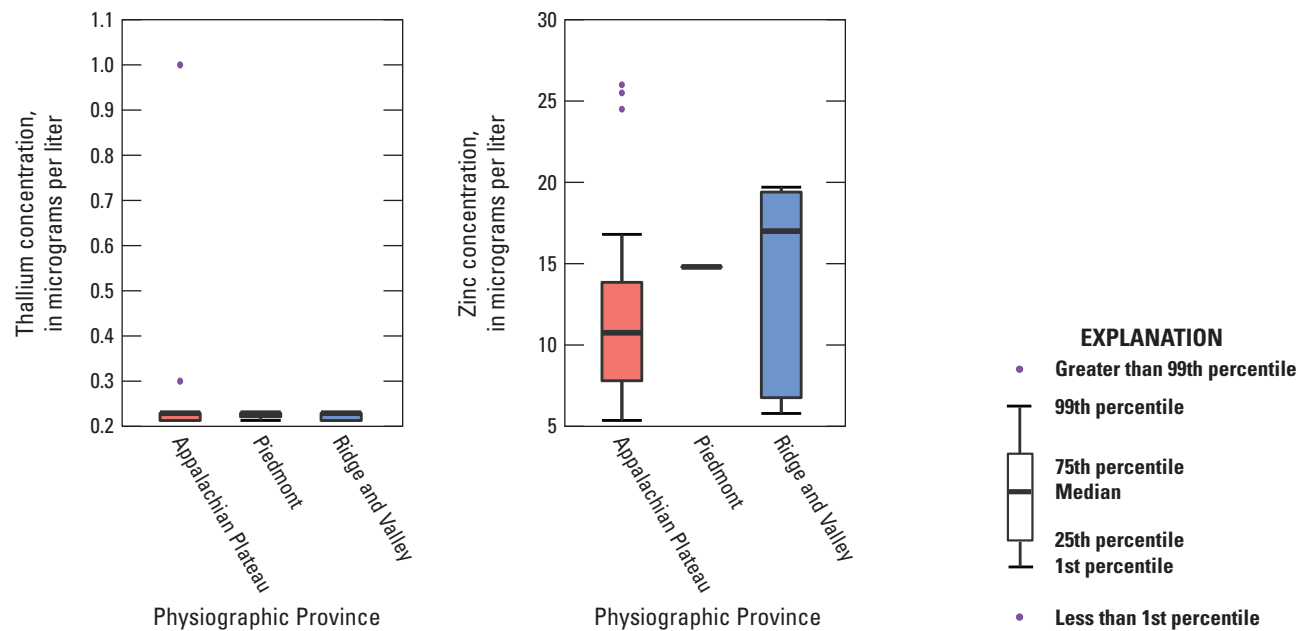 Thallium concentration,
in micrograms per liter
1.1
1.0
0.9
0.8
0.7
0.6
0.5
0.4
0.3
0.2
Appalachian Plateau
Piedmont
Ridge and Valley
Physiographic Province
Zinc concentration,
in micrograms per liter
30
25
20
15
10
5
Appalachian Plateau
Piedmont
Ridge and Valley
Physiographic Province
EXPLANATION
Greater than 99th percentile
99th percentile
75th percentile
Median
25th percentile
1st percentile
Less than 1st percentile